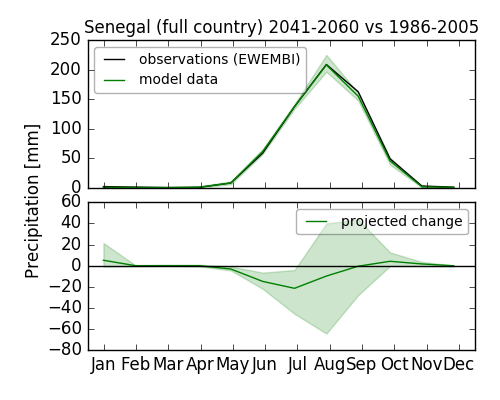 Senegal (full country) 2041-2060 vs 1986-2005
250
200
150
100
50
0
observations (EWEMBI)
model data
Precipitation [mm]
60
40
20
0
−20
−40
−60
−80
projected change
Jan Feb Mar Apr May Jun Jul Aug Sep Oct Nov Dec